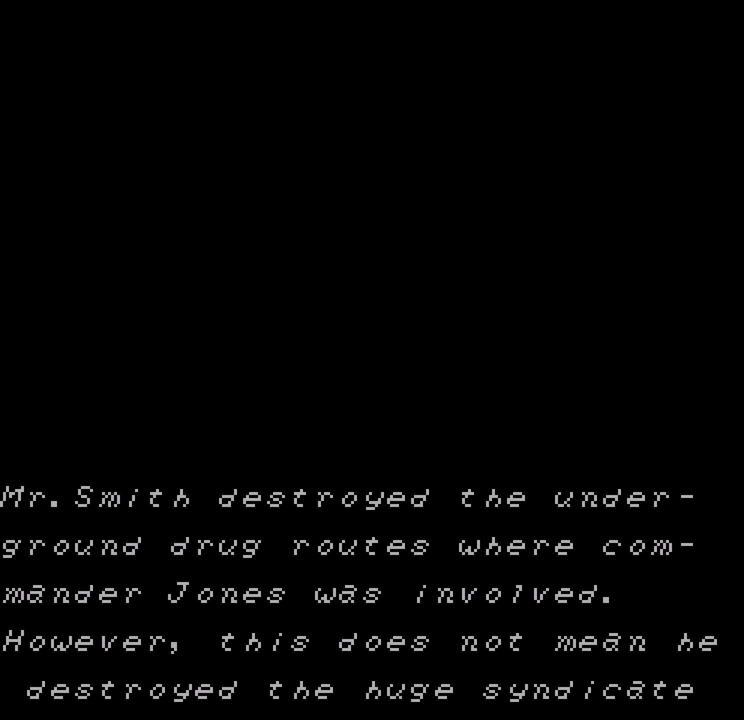 Mr.Smith destroyed the under-
ground drug routes where com-
mander Jones was involved.
However, this does not mean he
destroyed the huge syndicate